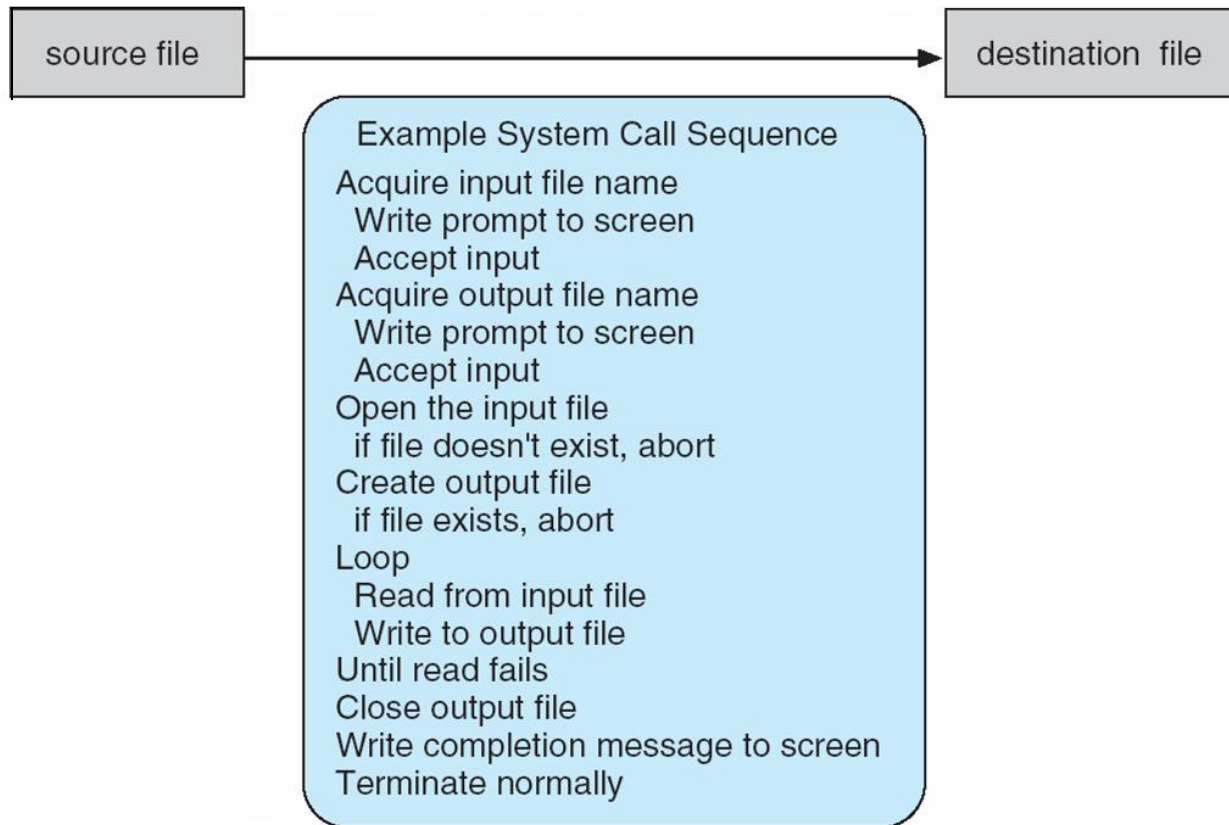 source file
destination file
Example System Call Sequence
Acquire input file name
Write prompt to screen
Accept input
Acquire output file name
Write prompt to screen
Accept input
Open the input file
if file doesn't exist, abort
Create output file
if file exists, abort
Loop
Read from input file
Write to output file
Until read fails
Close output file
Write completion message to screen
Terminate normally